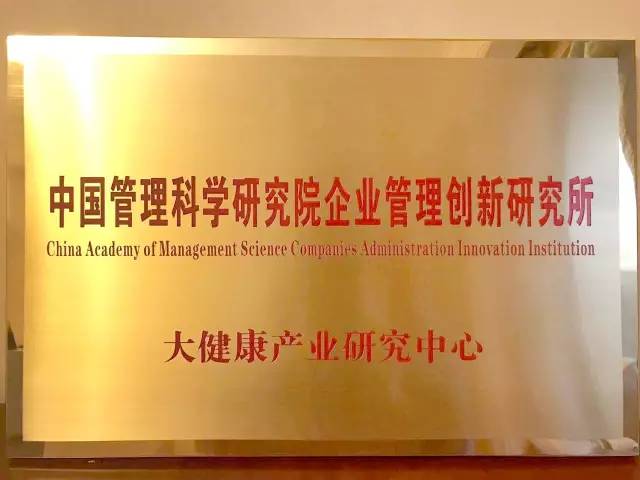 中国管理科学研究院企业管理创新研究所
China Academy of Management Science Companies Administration Innovation Institution
大健康产业研究中心